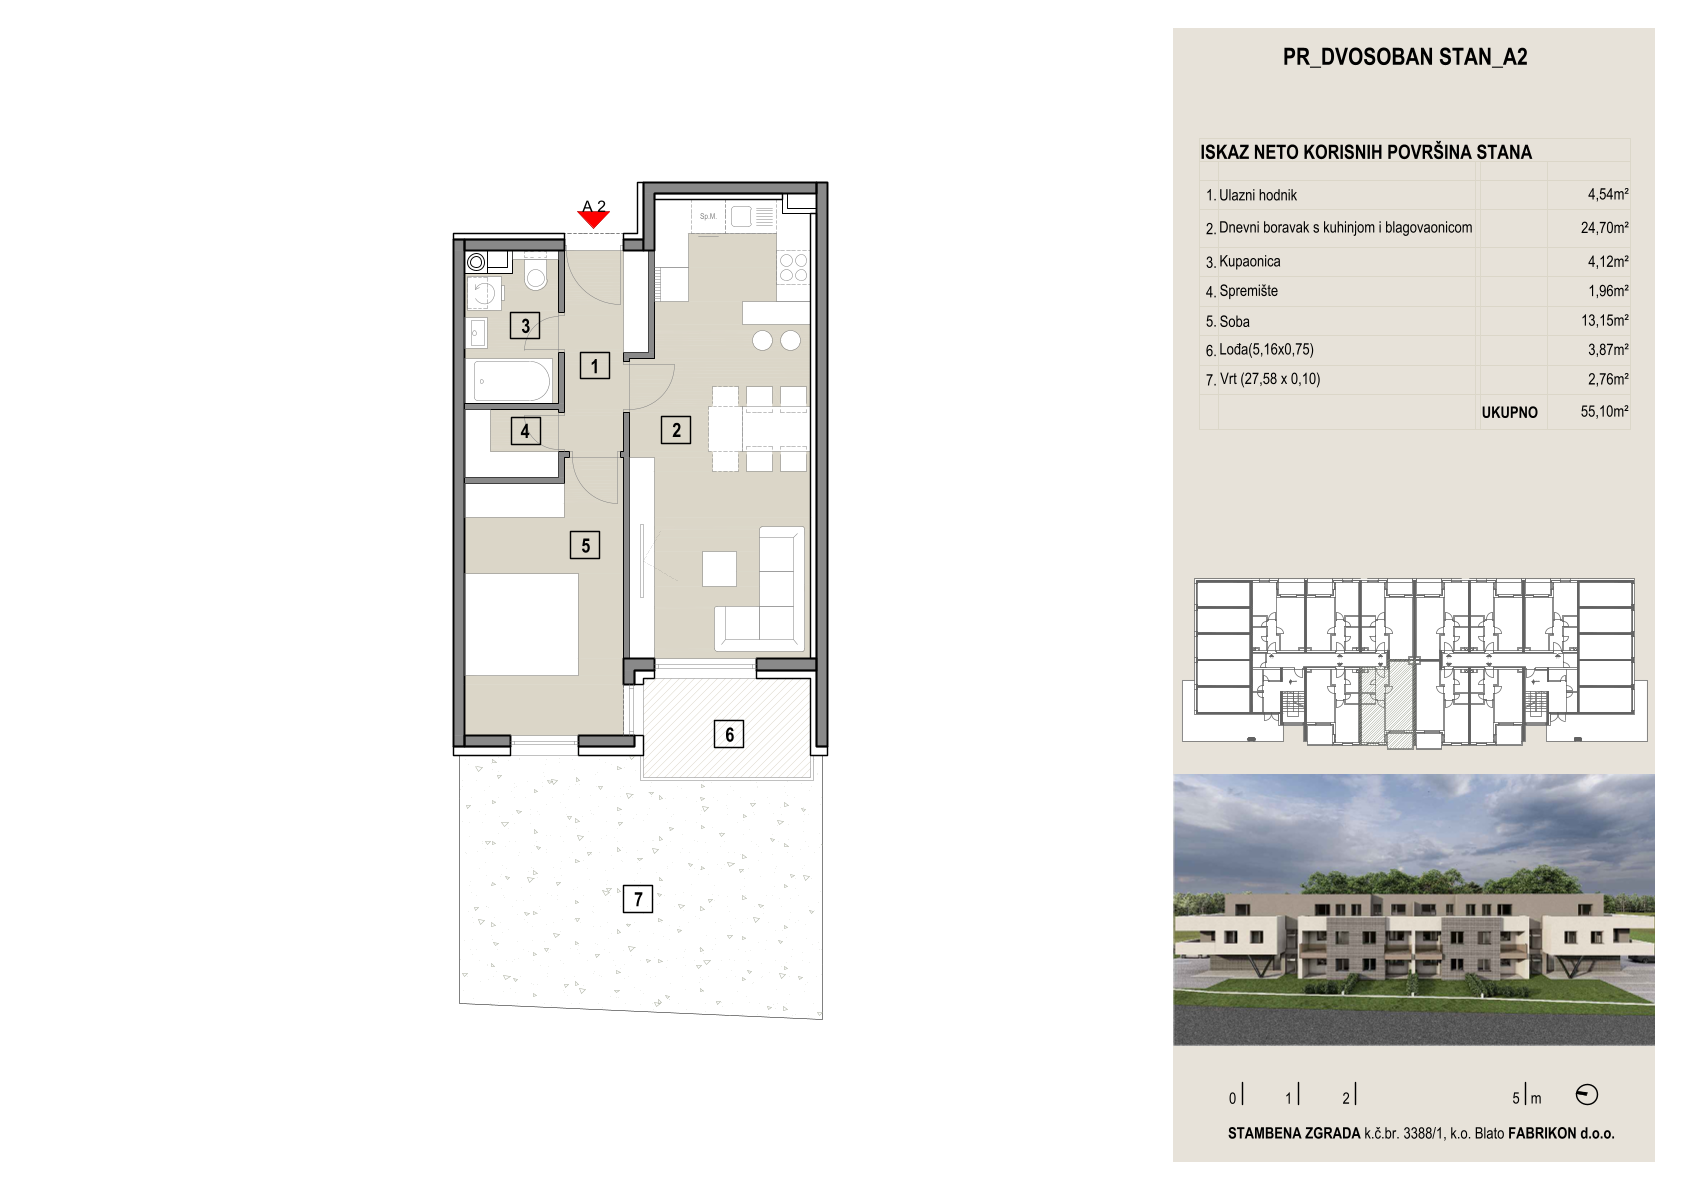 PR_DVOSOBAN STAN_A2
ISKAZ NETO KORISNIH POVRŠINA STANA
1. Ulazni hodnik 4,54m²
2. Dnevni boravak s kuhinjom i blagovaonicom 24,70m²
3. Kupaonica 4,12m²
4. Spremište 1,96m²
5. Soba 13,15m²
6. Lođa(5,16x0,75) 3,87m²
7. Vrt (27,58 x 0,10) 2,76m²
UKUPNO 55,10m²
A 2
Sp.M.
3
1
4
2
5
6
7
0 1 2 5 m
STAMBENA ZGRADA k.č.br. 3388/1, k.o. Blato FABRIKON d.o.o.